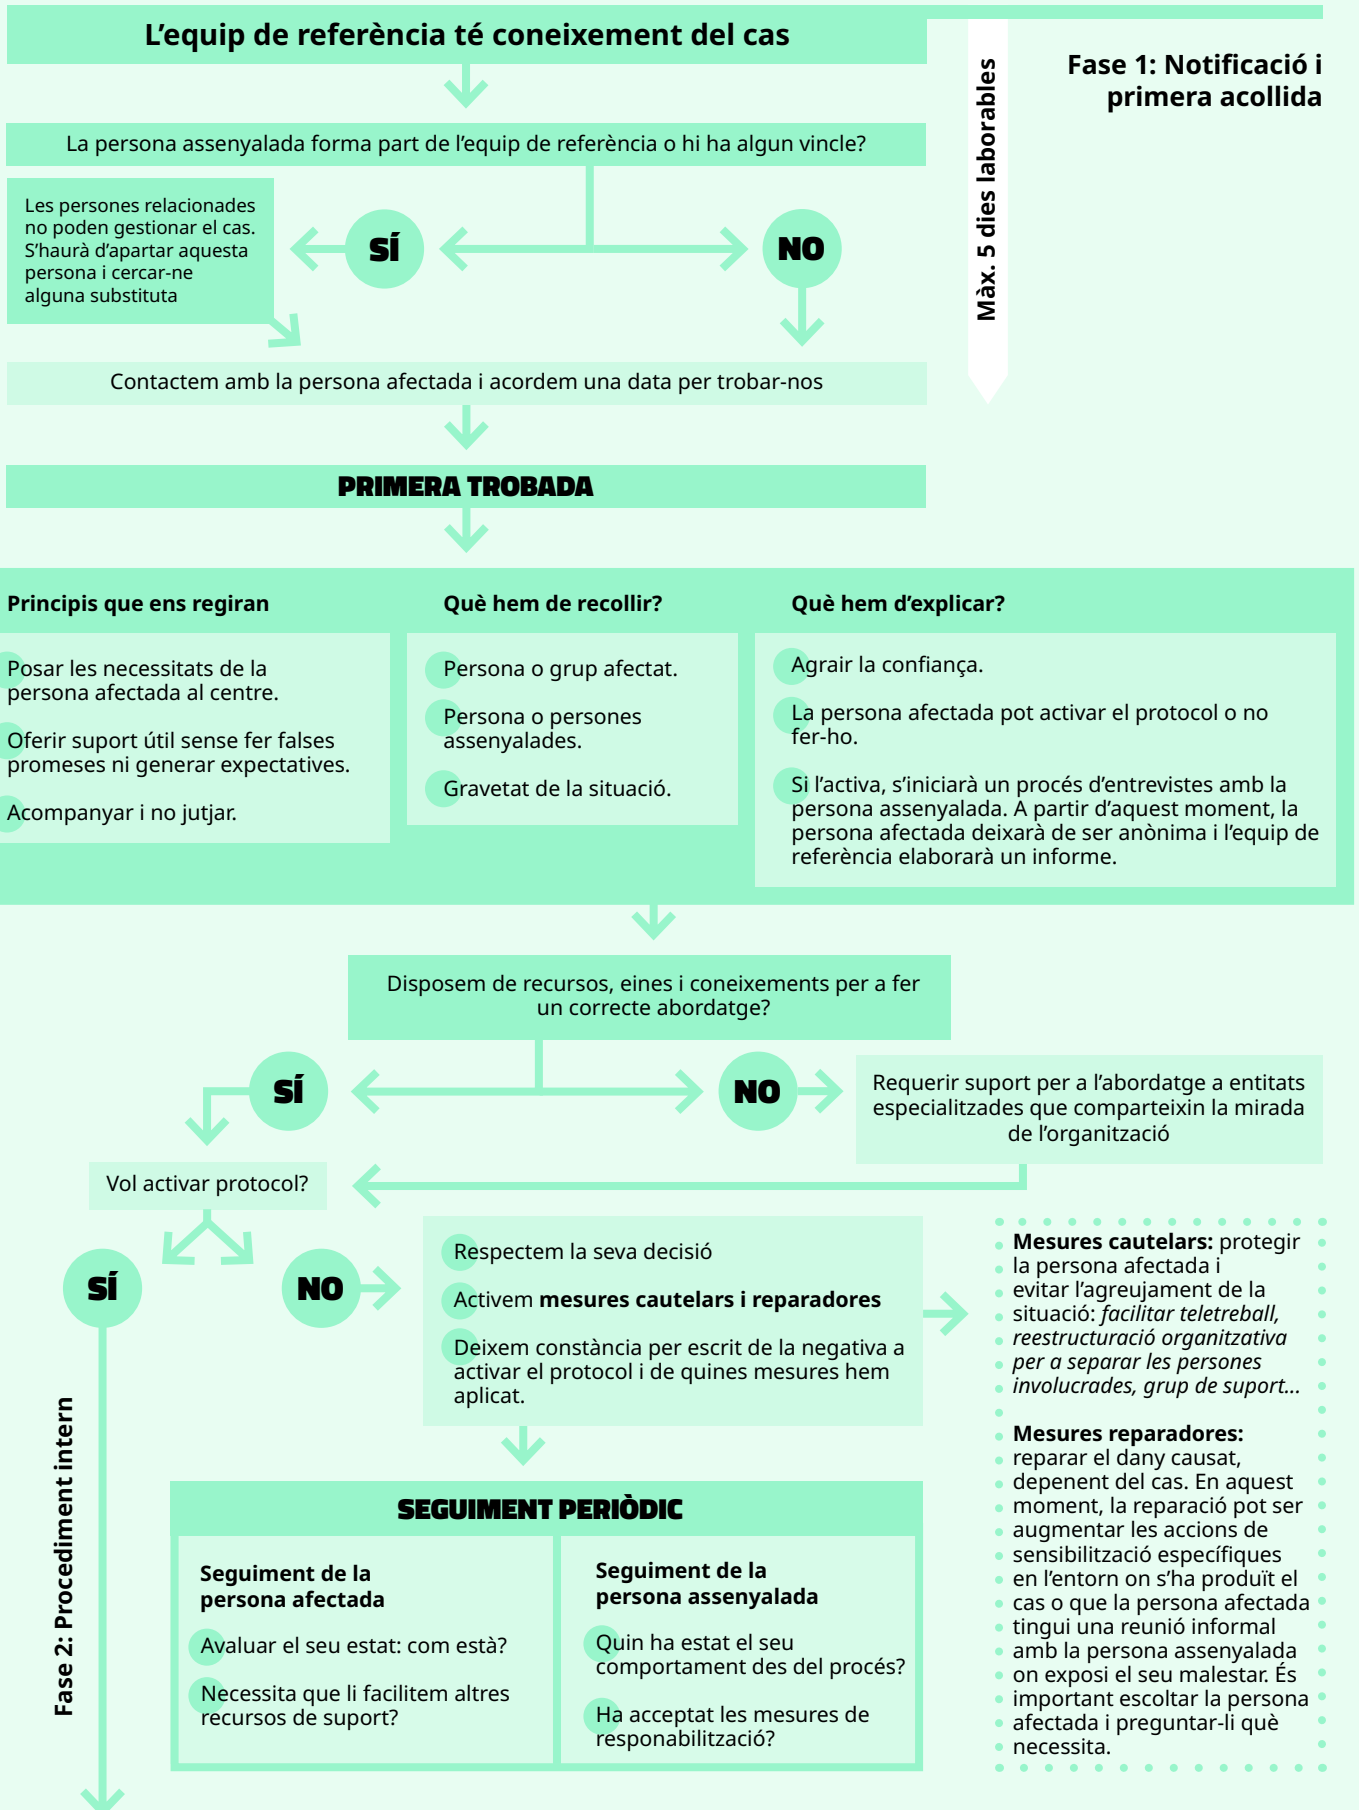 L’equip de referència té coneixement del cas
Fase 1: Notificació i
primera acollida
Màx. 5 dies laborables
La persona assenyalada forma part de l’equip de referència o hi ha algun vincle?
Les persones relacionades
no poden gestionar el cas.
S’haurà d’apartar aquesta
persona i cercar-ne
alguna substituta
SÍ
NO
Contactem amb la persona afectada i acordem una data per trobar-nos
PRIMERA TROBADA
Principis que ens regiran
Posar les necessitats de la
persona afectada al centre.
Oferir suport útil sense fer falses
promeses ni generar expectatives.
Acompanyar i no jutjar.
Què hem de recollir?
Persona o grup afectat.
Persona o persones
assenyalades.
Gravetat de la situació.
Què hem d’explicar?
Agrair la confiança.
La persona afectada pot activar el protocol o no
fer-ho.
Si l’activa, s’iniciarà un procés d’entrevistes amb la
persona assenyalada. A partir d’aquest moment, la
persona afectada deixarà de ser anònima i l’equip de
referència elaborarà un informe.
Disposem de recursos, eines i coneixements per a fer
un correcte abordatge?
SÍ
NO
Requerir suport per a l’abordatge a entitats
especialitzades que comparteixin la mirada
de l’organització
Vol activar protocol?
SÍ
NO
Respectem la seva decisió
Activem mesures cautelars i reparadores
Deixem constància per escrit de la negativa a
activar el protocol i de quines mesures hem
aplicat.
Mesures cautelars: protegir
la persona afectada i
evitar l’agreujament de la
situació: facilitar teletreball,
reestructuració organitzativa
per a separar les persones
involucrades, grup de suport...
Mesures reparadores:
reparar el dany causat,
depenent del cas. En aquest
moment, la reparació pot ser
augmentar les accions de
sensibilització específiques
en l’entorn on s’ha produït el
cas o que la persona afectada
tingui una reunió informal
amb la persona assenyalada
on exposi el seu malestar. És
important escoltar la persona
afectada i preguntar-li què
necessita.
Fase 2: Procediment intern
SEGUIMENT PERIÒDIC
Seguiment de la
persona afectada
Avaluar el seu estat: com està?
Necessita que li facilitem altres
recursos de suport?
Seguiment de la
persona assenyalada
Quin ha estat el seu
comportament des del procés?
Ha acceptat les mesures de
responabilització?